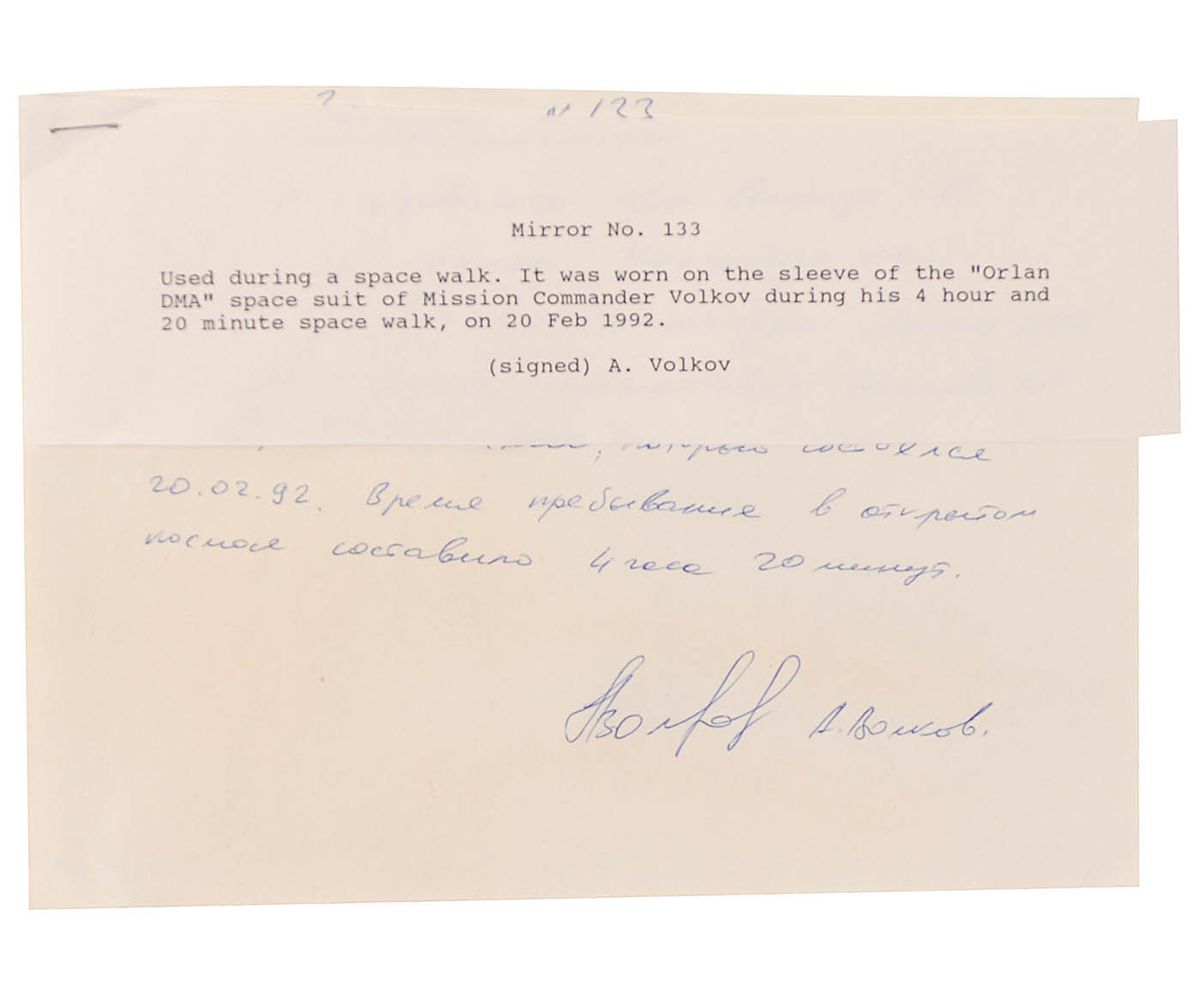 N 133
Mirror No. 133
Used during a space walk. It was worn on the sleeve of the "Orlan
DMA" space suit of Mission Commander Volkov during his 4 hour and
20 minute space walk, on 20 Feb 1992.
(signed) A. Volkov
, которого состоялся
20.02.92. Время пребывания в открытом
космосе составило 4 часа 20 минут.
А. Волков.